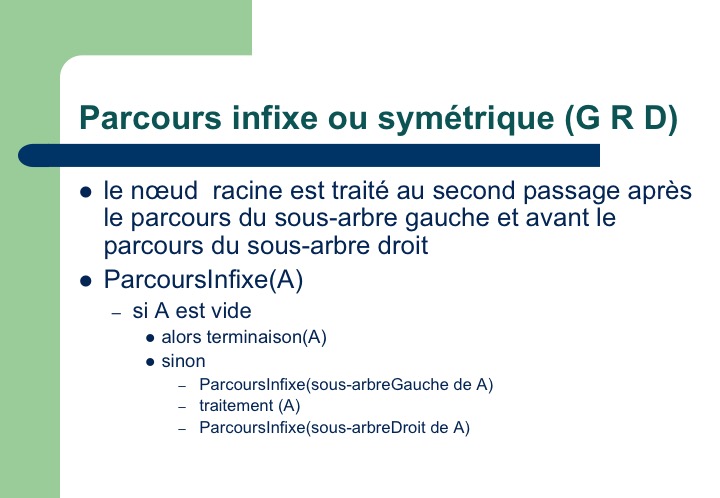 Parcours infixe ou symétrique (G R D)
● le nœud  racine est traité au second passage après
le parcours du sous-arbre gauche et avant le
parcours du sous-arbre droit
● ParcoursInfixe(A)
– si A est vide
● alors terminaison(A)
● sinon
– ParcoursInfixe(sous-arbreGauche de A)
– traitement (A)
– ParcoursInfixe(sous-arbreDroit de A)